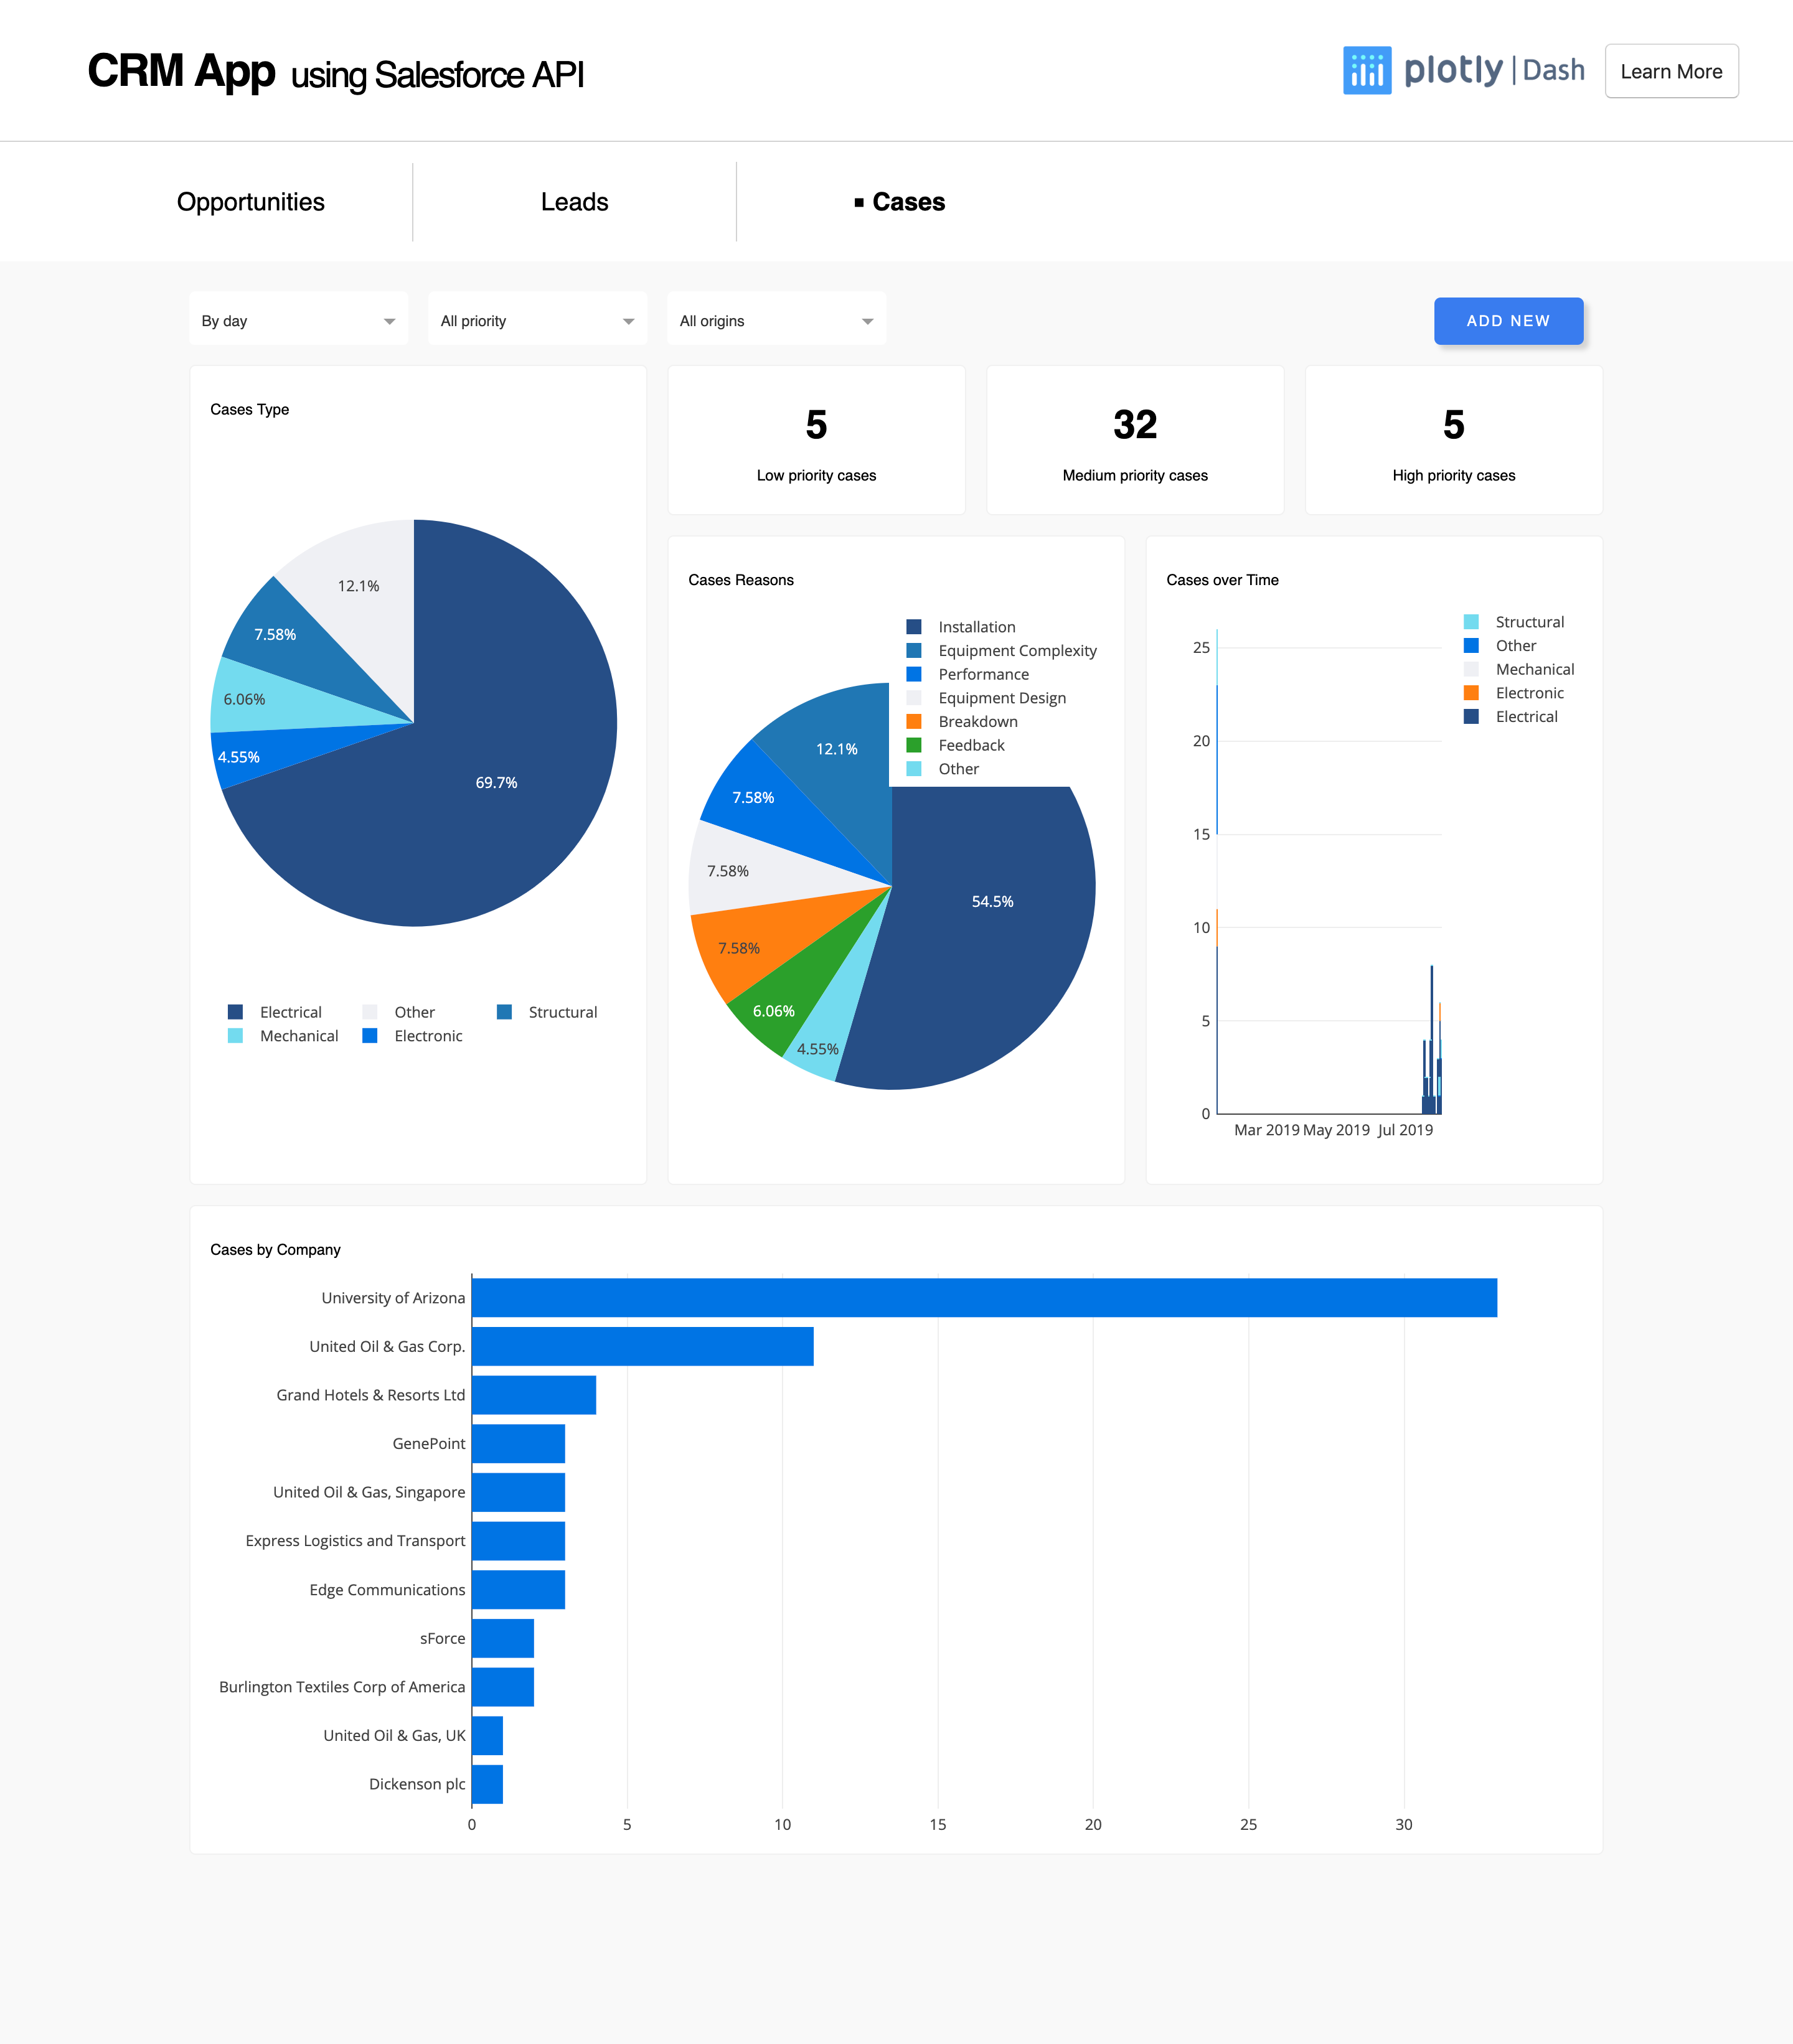 CRM App using Salesforce API
plotly | Dash
Learn More
Opportunities
Leads
Cases
By day
All priority
All origins
ADD NEW
Cases Type
12.1%
7.58%
6.06%
4.55%
69.7%
Electrical
Other
Structural
Mechanical
Electronic
5
Low priority cases
32
Medium priority cases
5
High priority cases
Cases Reasons
Installation
Equipment Complexity
Performance
Equipment Design
Breakdown
Feedback
Other
12.1%
7.58%
7.58%
54.5%
7.58%
6.06%
4.55%
Cases over Time
Structural
Other
Mechanical
Electronic
Electrical
25
20
15
10
5
0
Mar 2019 May 2019 Jul 2019
Cases by Company
University of Arizona
United Oil & Gas Corp.
Grand Hotels & Resorts Ltd
GenePoint
United Oil & Gas, Singapore
Express Logistics and Transport
Edge Communications
sForce
Burlington Textiles Corp of America
United Oil & Gas, UK
Dickenson plc
0 5 10 15 20 25 30